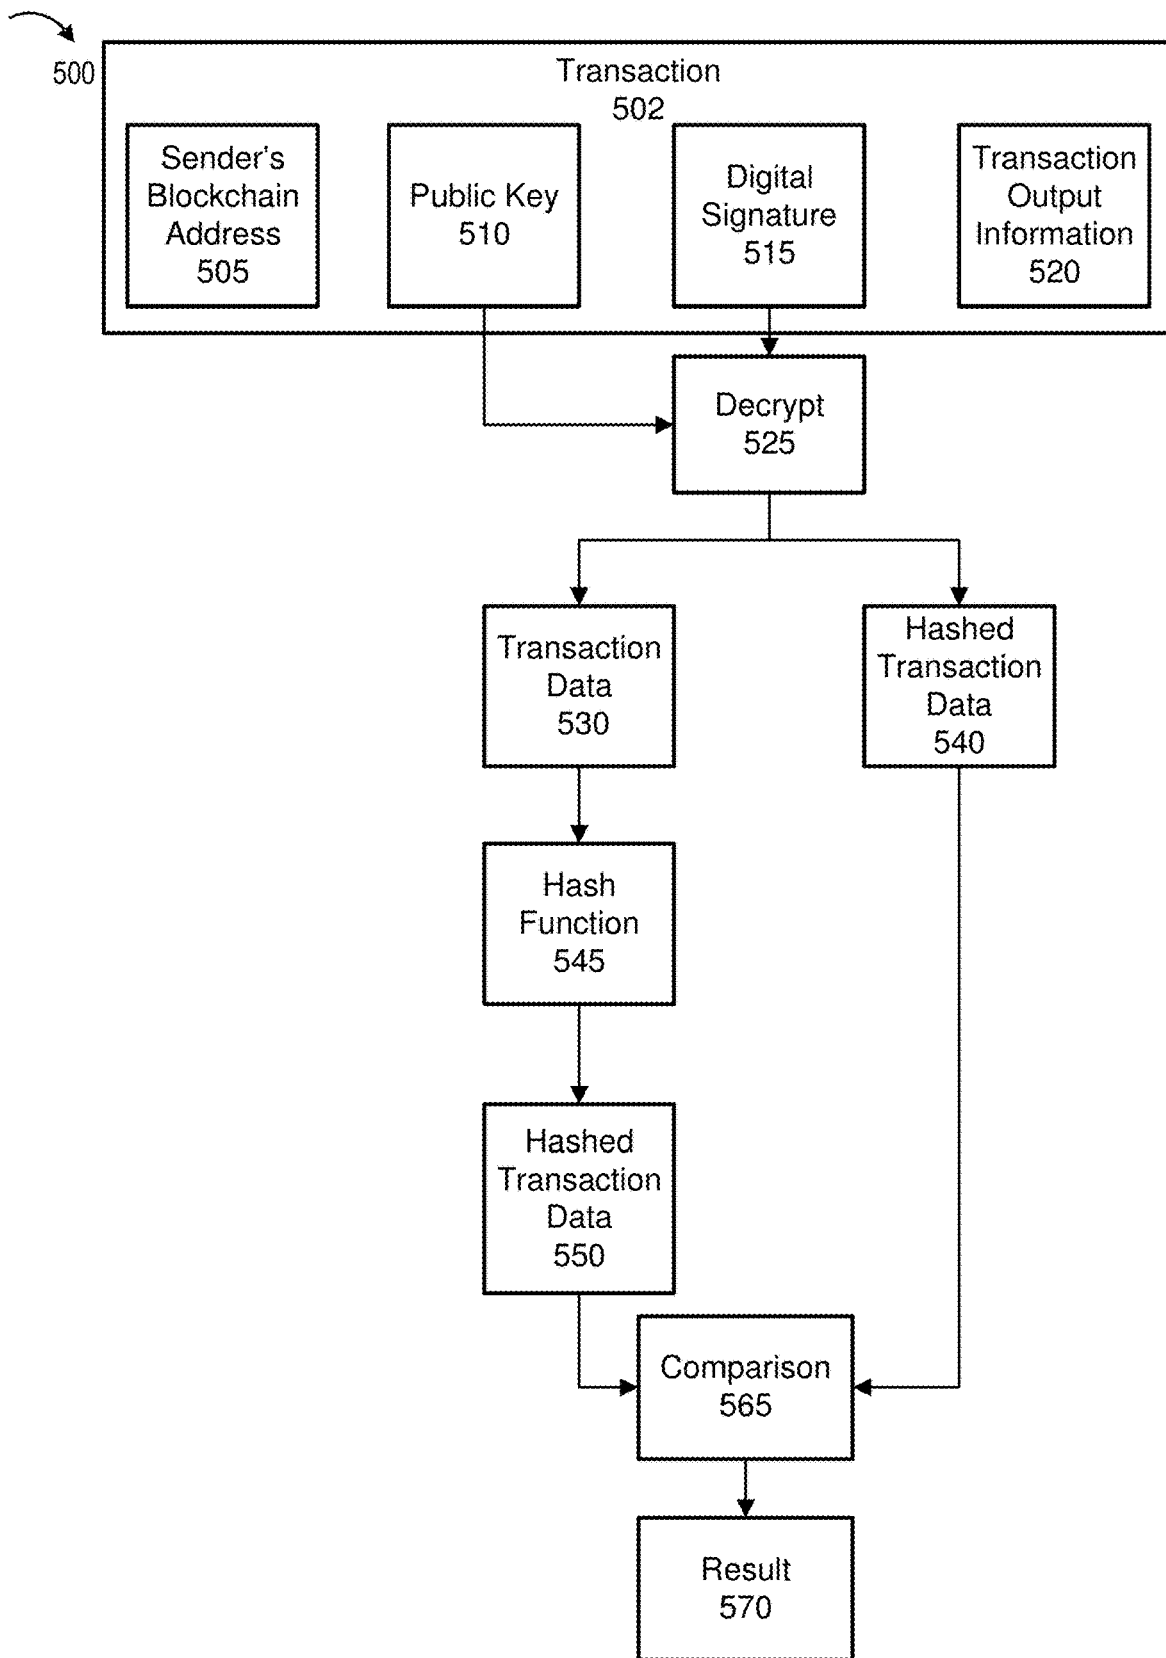 500
Transaction
502
Sender's
Blockchain
Address
505
Public Key
510
Digital
Signature
515
Transaction
Output
Information
520
Decrypt
525
Transaction
Data
530
Hashed
Transaction
Data
540
Hash
Function
545
Hashed
Transaction
Data
550
Comparison
565
Result
570